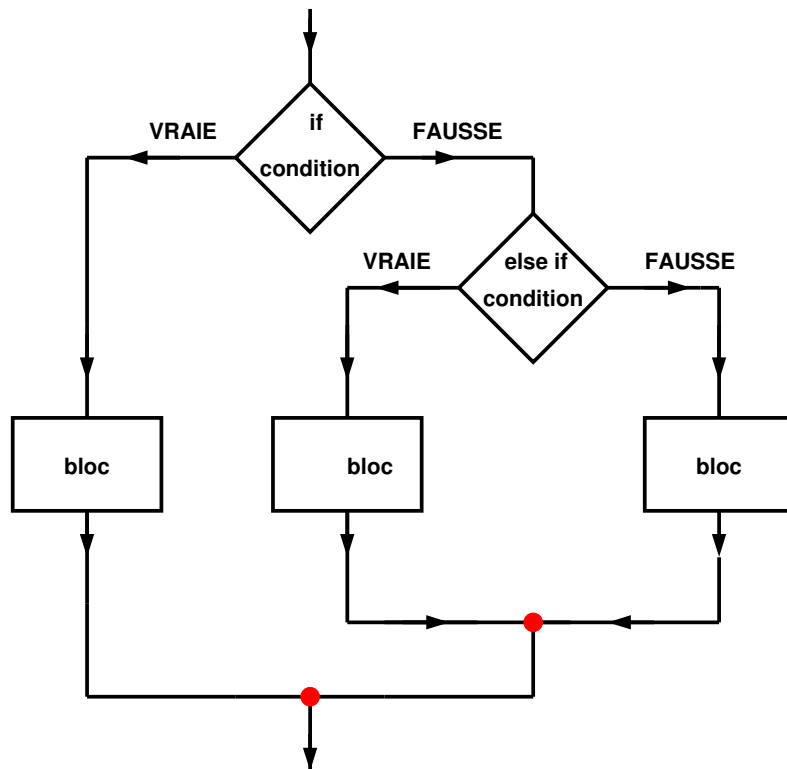 if
condition
VRAIE
FAUSSE
else if
condition
VRAIE
FAUSSE
bloc
bloc
bloc